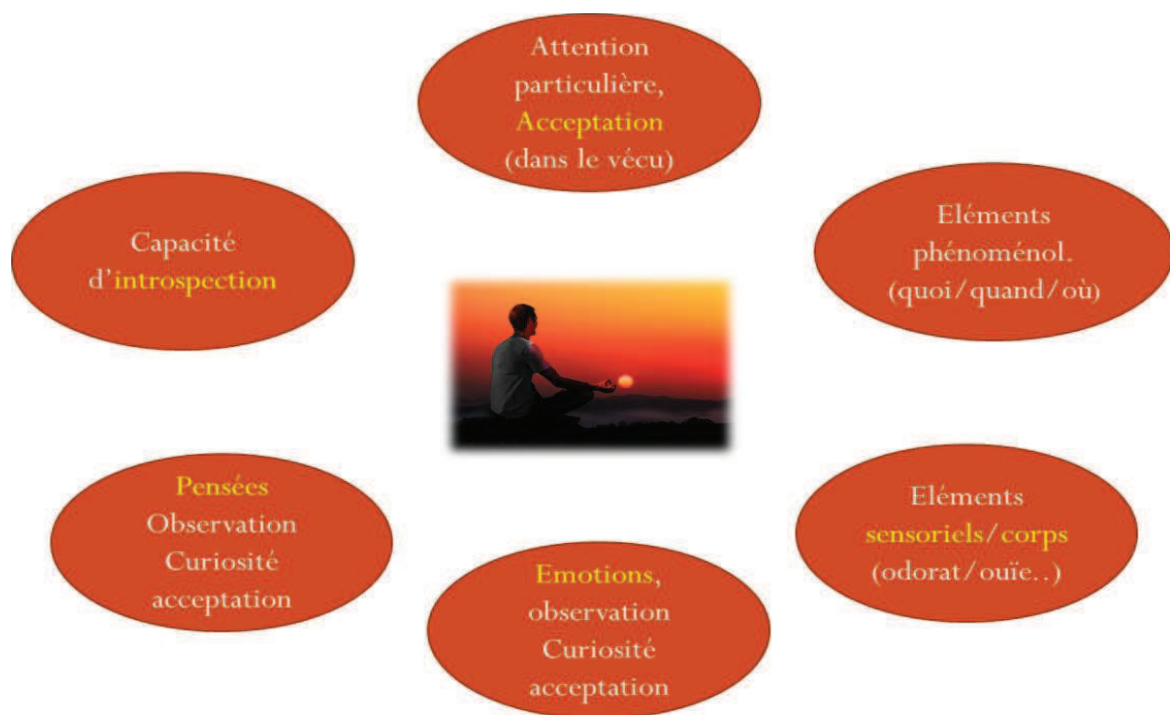 Attention
particulière,
Acceptation
(dans le vécu)
Eléments
phénoménol.
(quoi/quand/où)
Eléments
sensoriels/corps
(odorat/ouïe..)
Emotions,
observation
Curiosité
acceptation
Pensées
Observation
Curiosité
acceptation
Capacité
d'introspection